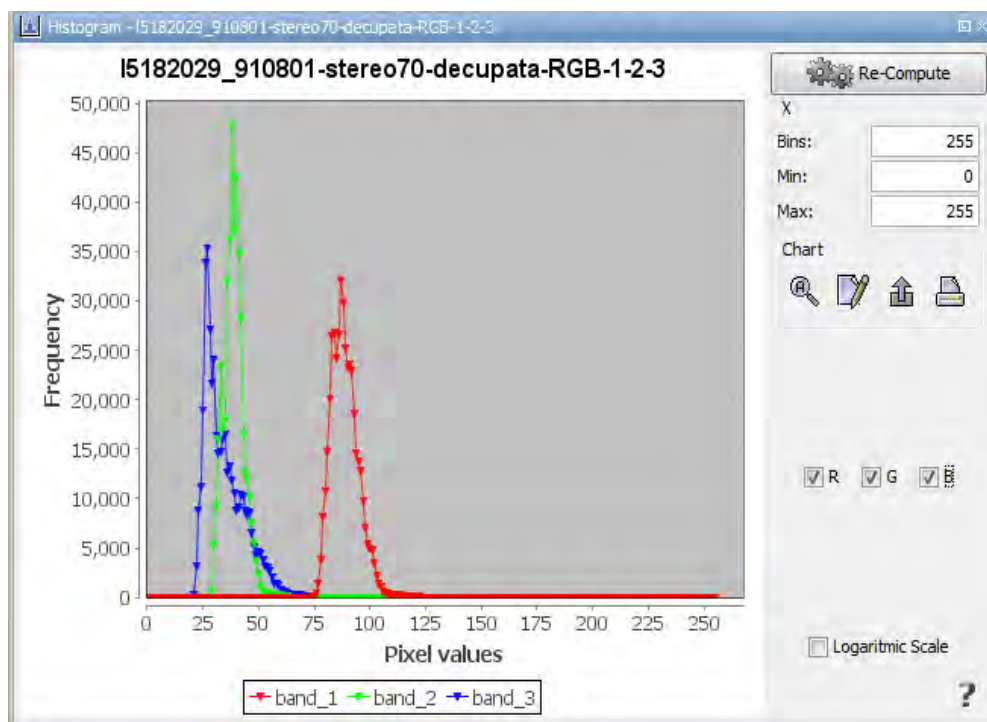 Histogram - l5182029_910801-stereo70-decupata-RGB-1-2-3
l5182029_910801-stereo70-decupata-RGB-1-2-3
Re-Compute
X
Bins: 255
Min: 0
Max: 255
Chart
50,000
45,000
40,000
35,000
30,000
25,000
20,000
15,000
10,000
5,000
0
Frequency
0 25 50 75 100 125 150 175 200 225 250
Pixel values
band_1 band_2 band_3
R G B
Logaritmic Scale
?